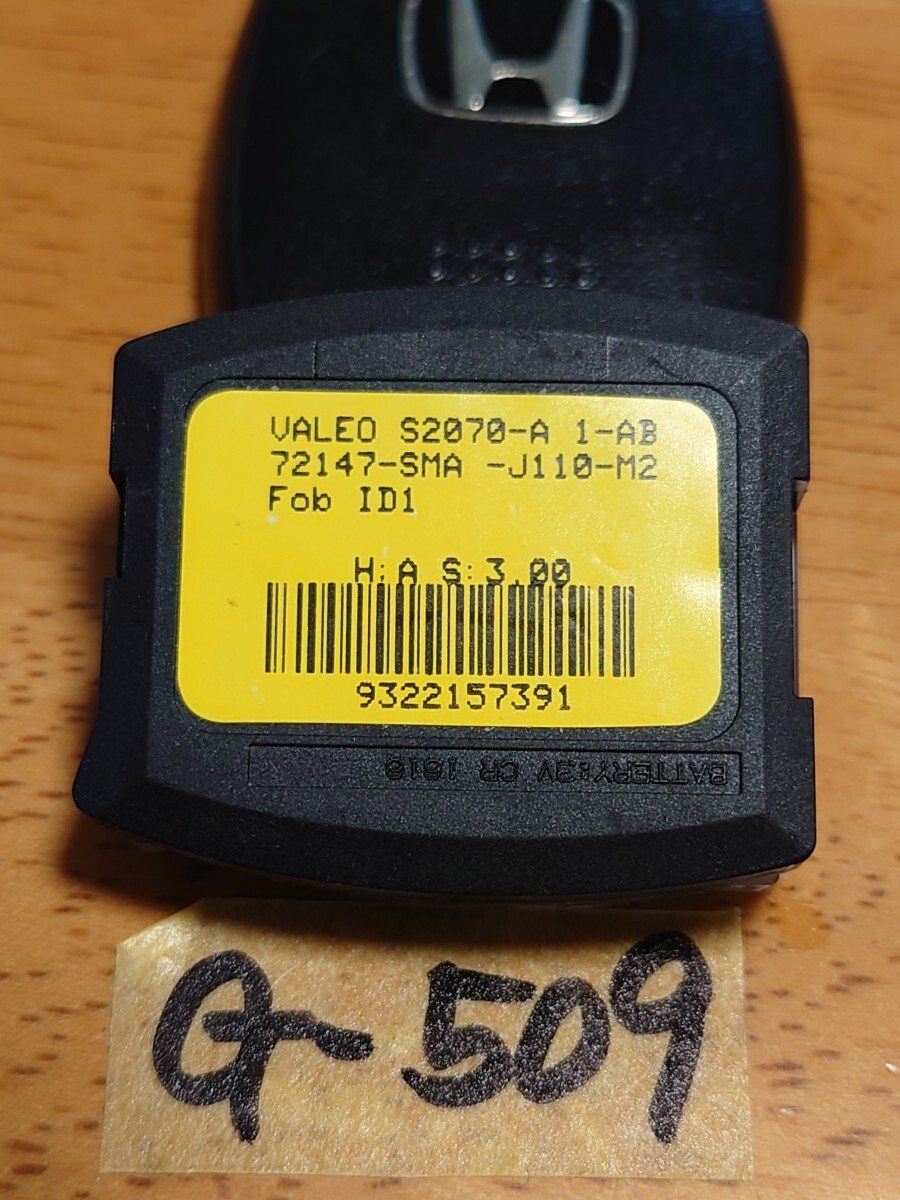 VALEO S2070-A 1-AB
72147-SMA -J110-M2
Fob ID1
H:A S:3.00
9322157391
BATTERY:3V CR 1616
G-509